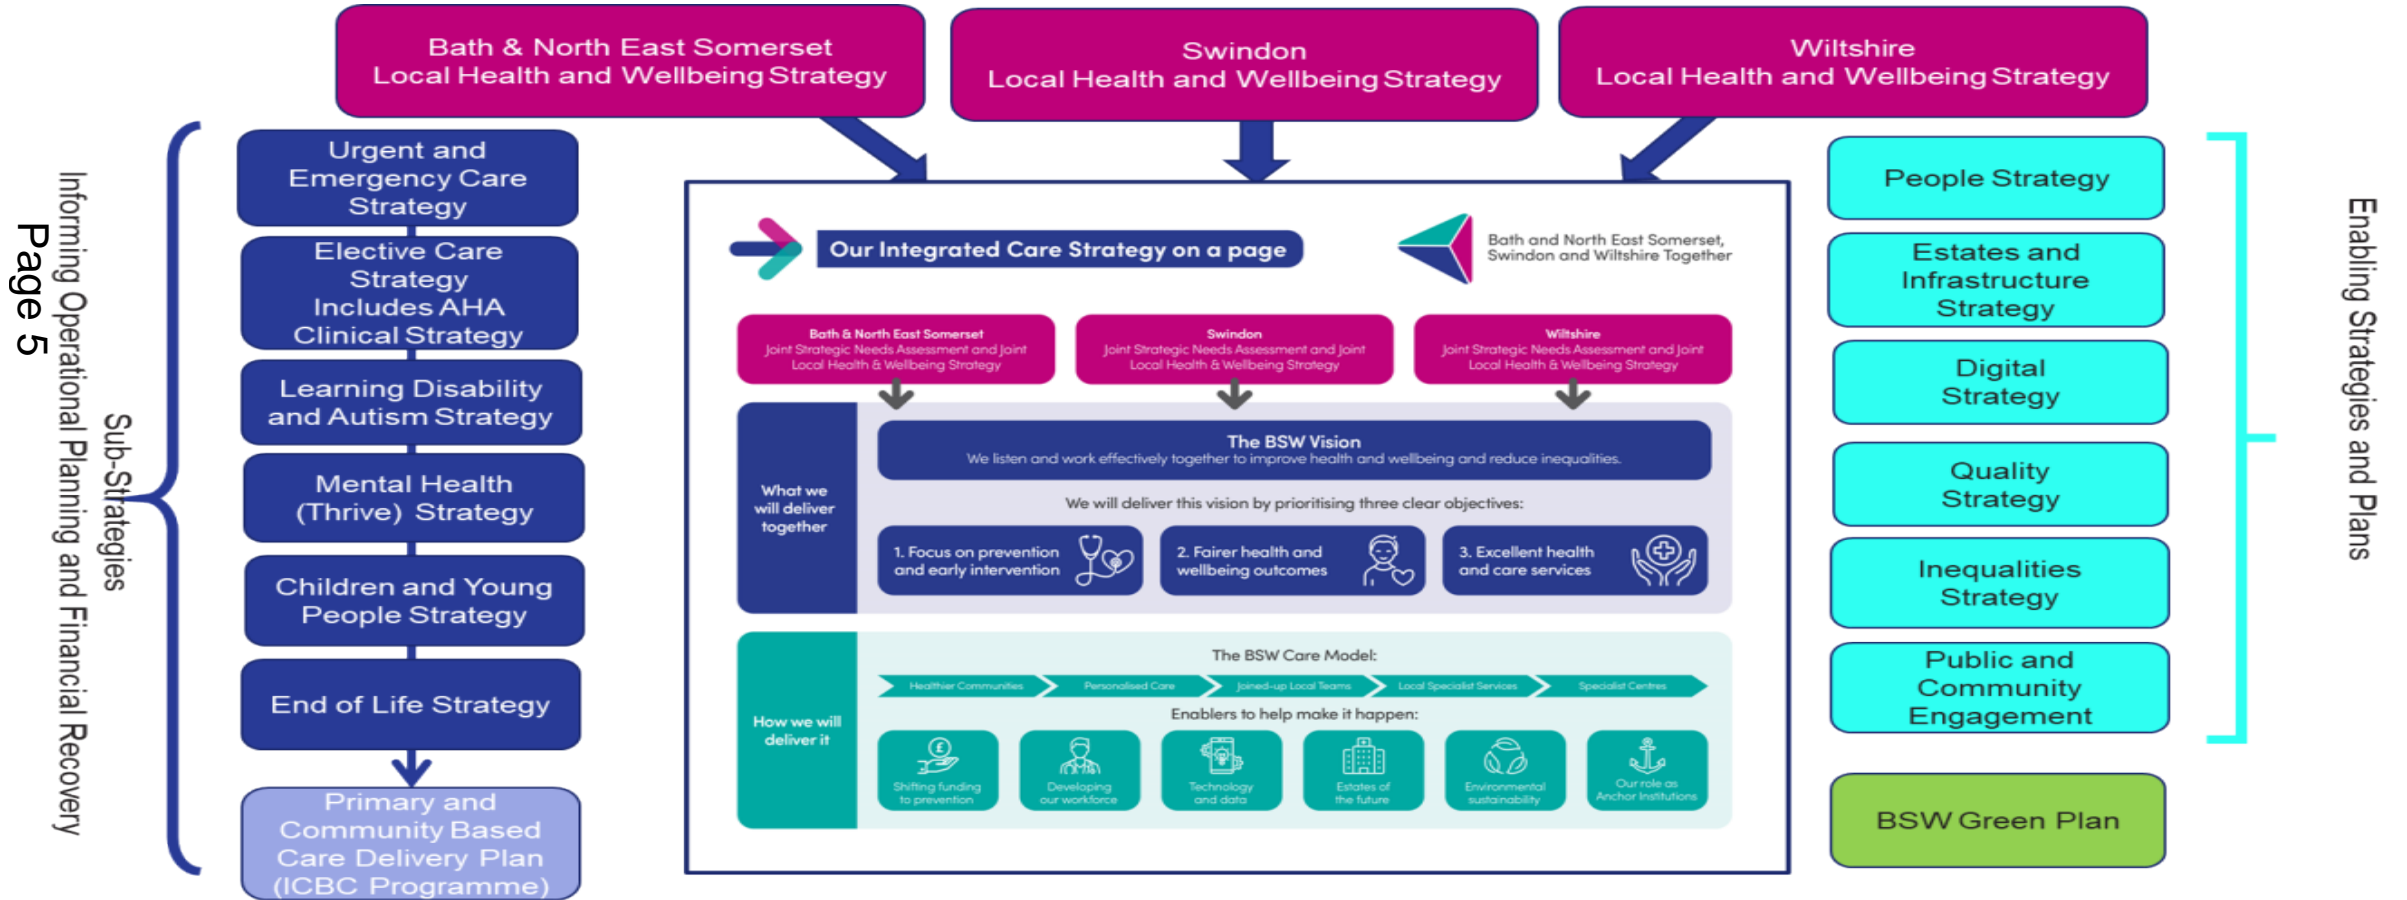 Bath & North East Somerset
Local Health and Wellbeing Strategy
Swindon
Local Health and Wellbeing Strategy
Wiltshire
Local Health and Wellbeing Strategy
Page 5
Informing Operational Planning and Financial Recovery
Sub-Strategies
Urgent and
Emergency Care
Strategy
Elective Care
Strategy
Includes AHA
Clinical Strategy
Learning Disability
and Autism Strategy
Mental Health
(Thrive) Strategy
Children and Young
People Strategy
End of Life Strategy
Primary and
Community Based
Care Delivery Plan
(ICBC Programme)
Our Integrated Care Strategy on a page
Bath and North East Somerset,
Swindon and Wiltshire Together
Bath & North East Somerset
Joint Strategic Needs Assessment and Joint
Local Health & Wellbeing Strategy
Swindon
Joint Strategic Needs Assessment and Joint
Local Health & Wellbeing Strategy
Wiltshire
Joint Strategic Needs Assessment and Joint
Local Health & Wellbeing Strategy
What we
will deliver
together
The BSW Vision
We listen and work effectively together to improve health and wellbeing and reduce inequalities.
We will deliver this vision by prioritising three clear objectives:
1. Focus on prevention
and early intervention
2. Fairer health and
wellbeing outcomes
3. Excellent health
and care services
How we will
deliver it
The BSW Care Model:
Healthier Communities
Personalised Care
Joined-up Local Teams
Local Specialist Services
Specialist Centres
Enablers to help make it happen:
£
Shifting funding
to prevention
Developing
our workforce
Technology
and data
Estates of
the future
Environmental
sustainability
Our role as
Anchor Institutions
People Strategy
Estates and
Infrastructure
Strategy
Digital
Strategy
Quality
Strategy
Inequalities
Strategy
Public and
Community
Engagement
BSW Green Plan
Enabling Strategies and Plans